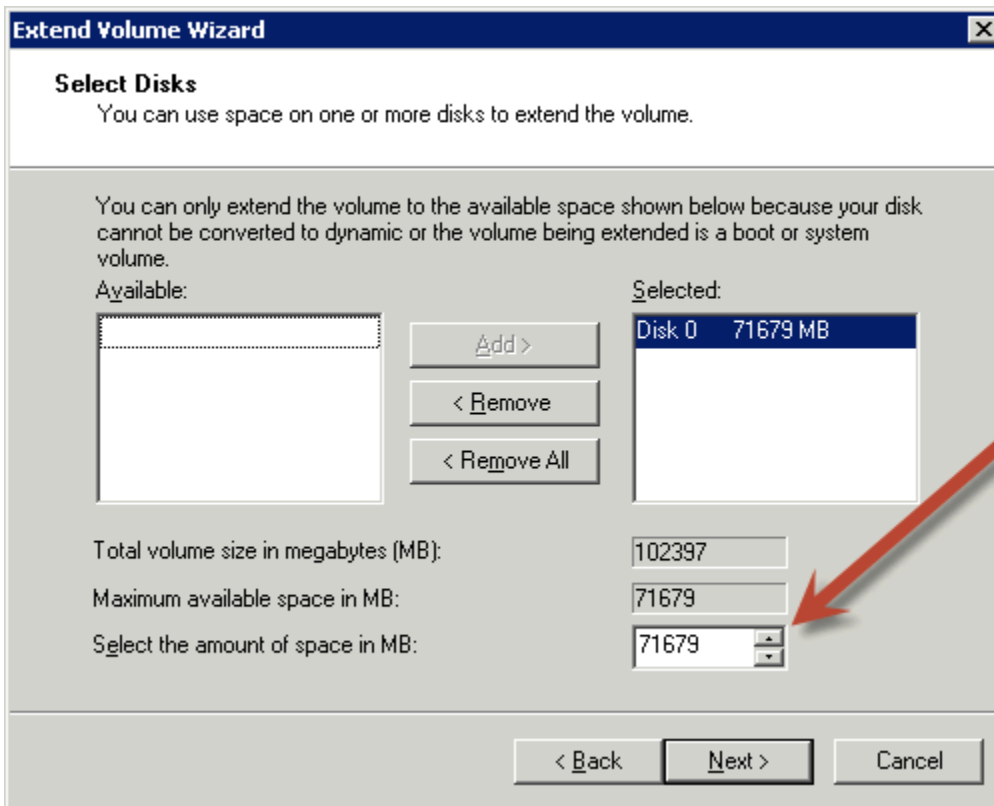 Extend Volume Wizard
Select Disks
You can use space on one or more disks to extend the volume.
You can only extend the volume to the available space shown below because your disk
cannot be converted to dynamic or the volume being extended is a boot or system
volume.
Available:
Selected:
Disk 0 71679 MB
Add >
< Remove
< Remove All
Total volume size in megabytes (MB): 102397
Maximum available space in MB: 71679
Select the amount of space in MB: 71679
< Back Next > Cancel